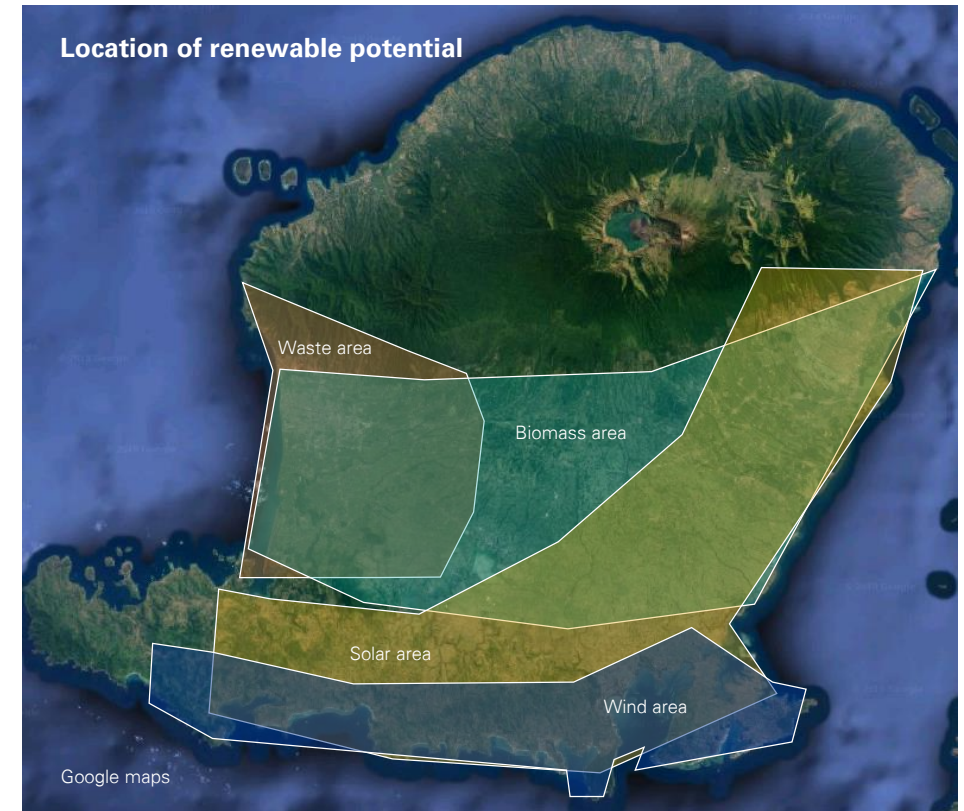 Location of renewable potential
Waste area
Biomass area
Solar area
Wind area
Google maps